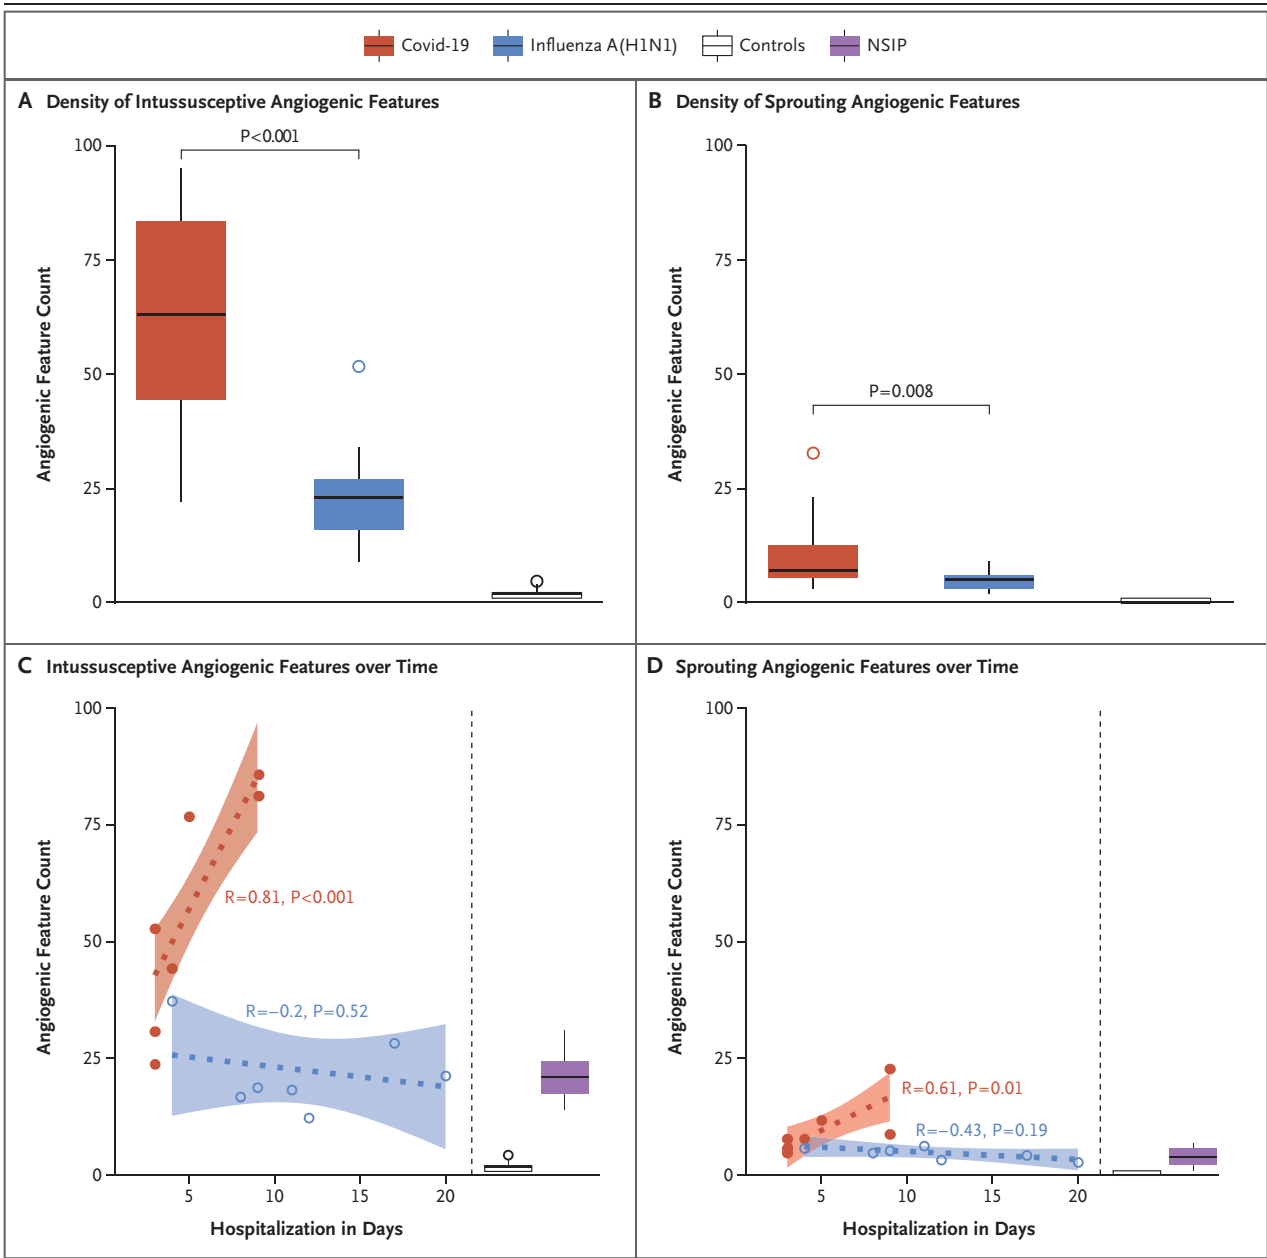 Covid-19 Influenza A(H1N1) Controls NSIP
A Density of Intussusceptive Angiogenic Features
P<0.001
100
75
50
25
0
Angiogenic Feature Count
B Density of Sprouting Angiogenic Features
P=0.008
100
75
50
25
0
Angiogenic Feature Count
C Intussusceptive Angiogenic Features over Time
100
75
50
25
0
Angiogenic Feature Count
R=0.81, P<0.001
R=−0.2, P=0.52
5 10 15 20
Hospitalization in Days
D Sprouting Angiogenic Features over Time
100
75
50
25
0
Angiogenic Feature Count
R=0.61, P=0.01
R=−0.43, P=0.19
5 10 15 20
Hospitalization in Days